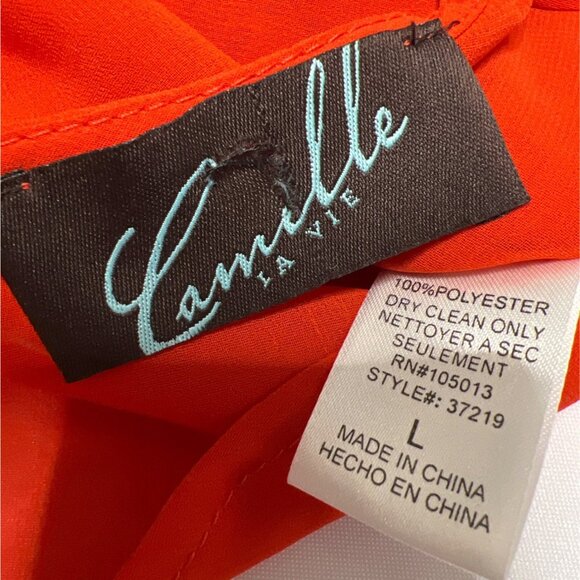 Camille
LA VIE
100%POLYESTER
DRY CLEAN ONLY
NETTOYER A SEC
SEULEMENT
RN#105013
STYLE#: 37219
L
MADE IN CHINA
HECHO EN CHINA